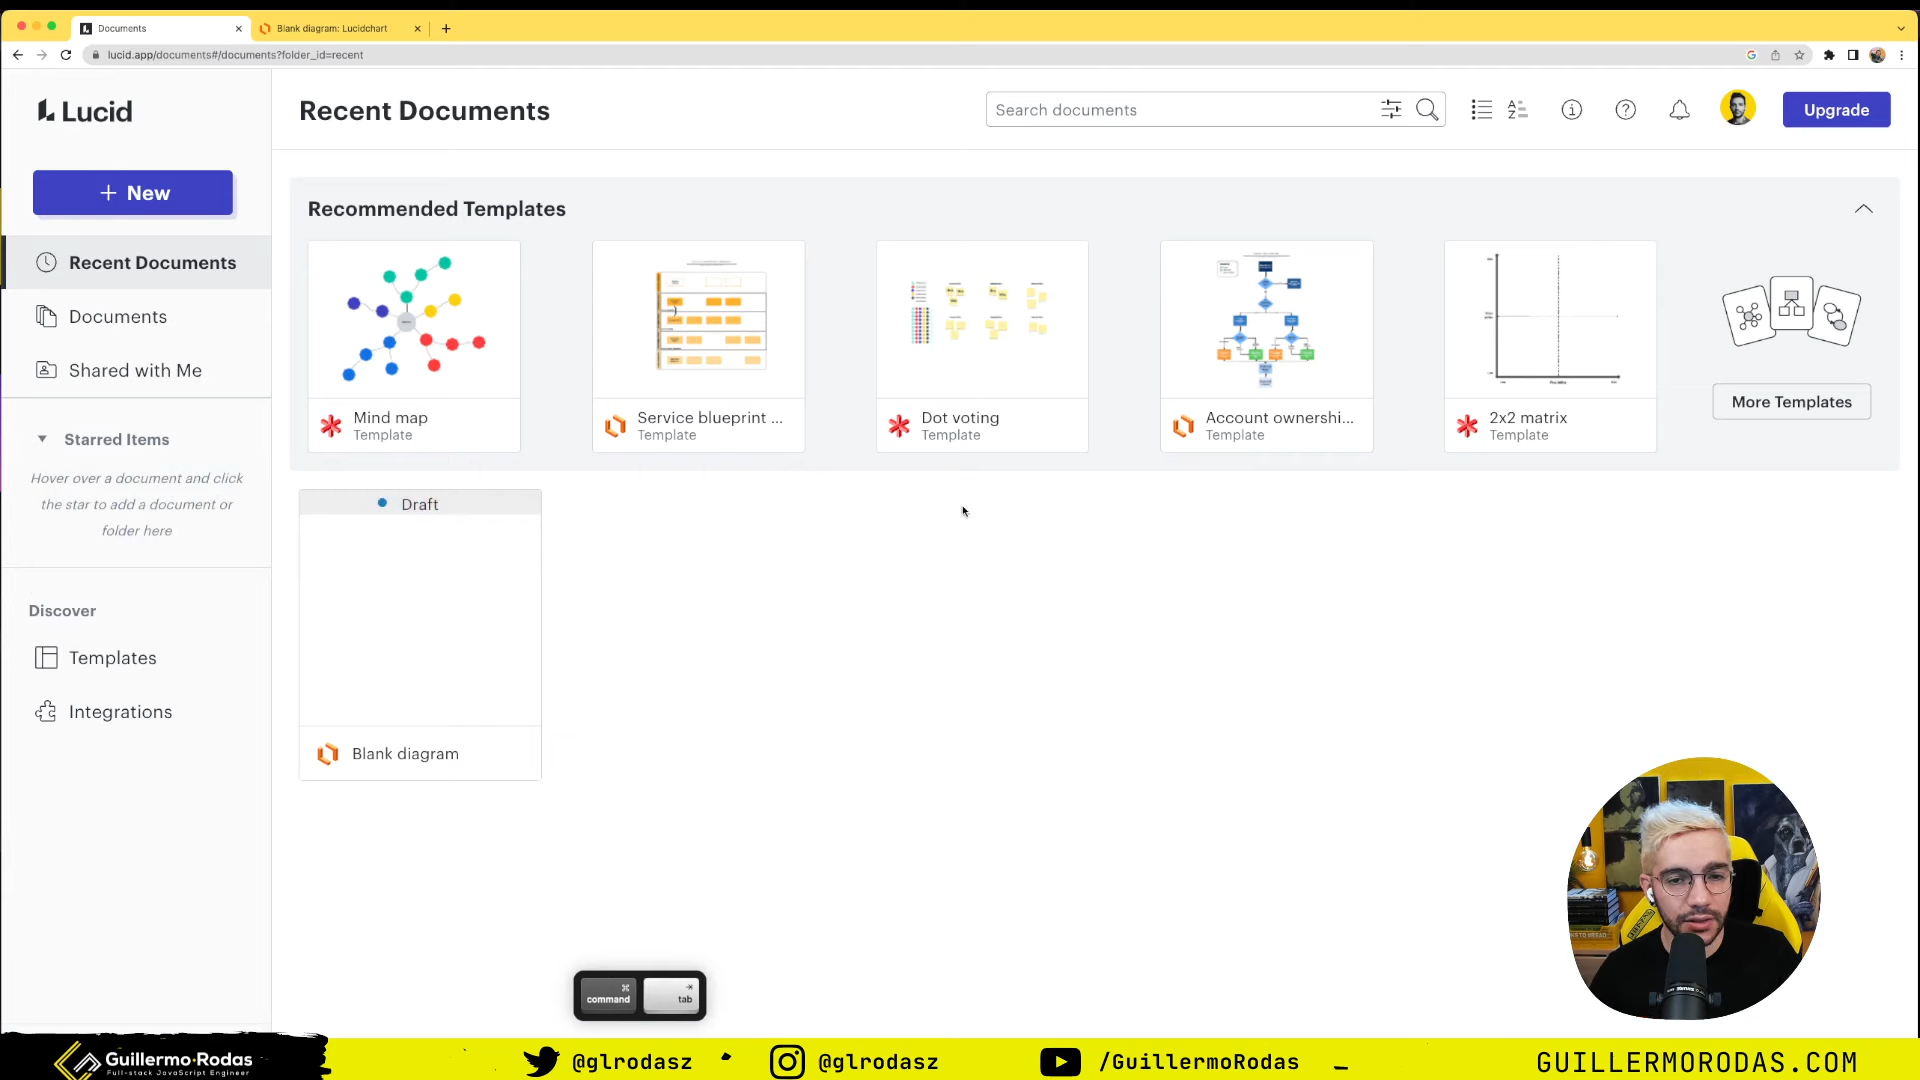 Documents
Blank diagram: Lucidchart
lucid.app/documents#/documents?folder_id=recent
Lucid
Recent Documents
Search documents
Upgrade
+ New
Recent Documents
Documents
Shared with Me
Starred Items
Hover over a document and click
the star to add a document or
folder here
Discover
Templates
Integrations
Recommended Templates
Mind map
Template
Service blueprint ...
Template
Dot voting
Template
Account ownershi...
Template
2x2 matrix
Template
More Templates
Draft
Blank diagram
⌘
command
⇥
tab
Guillermo·Rodas
Full-stack JavaScript Engineer
@glrodasz
@glrodasz
/GuillermoRodas
GUILLERMORODAS.COM